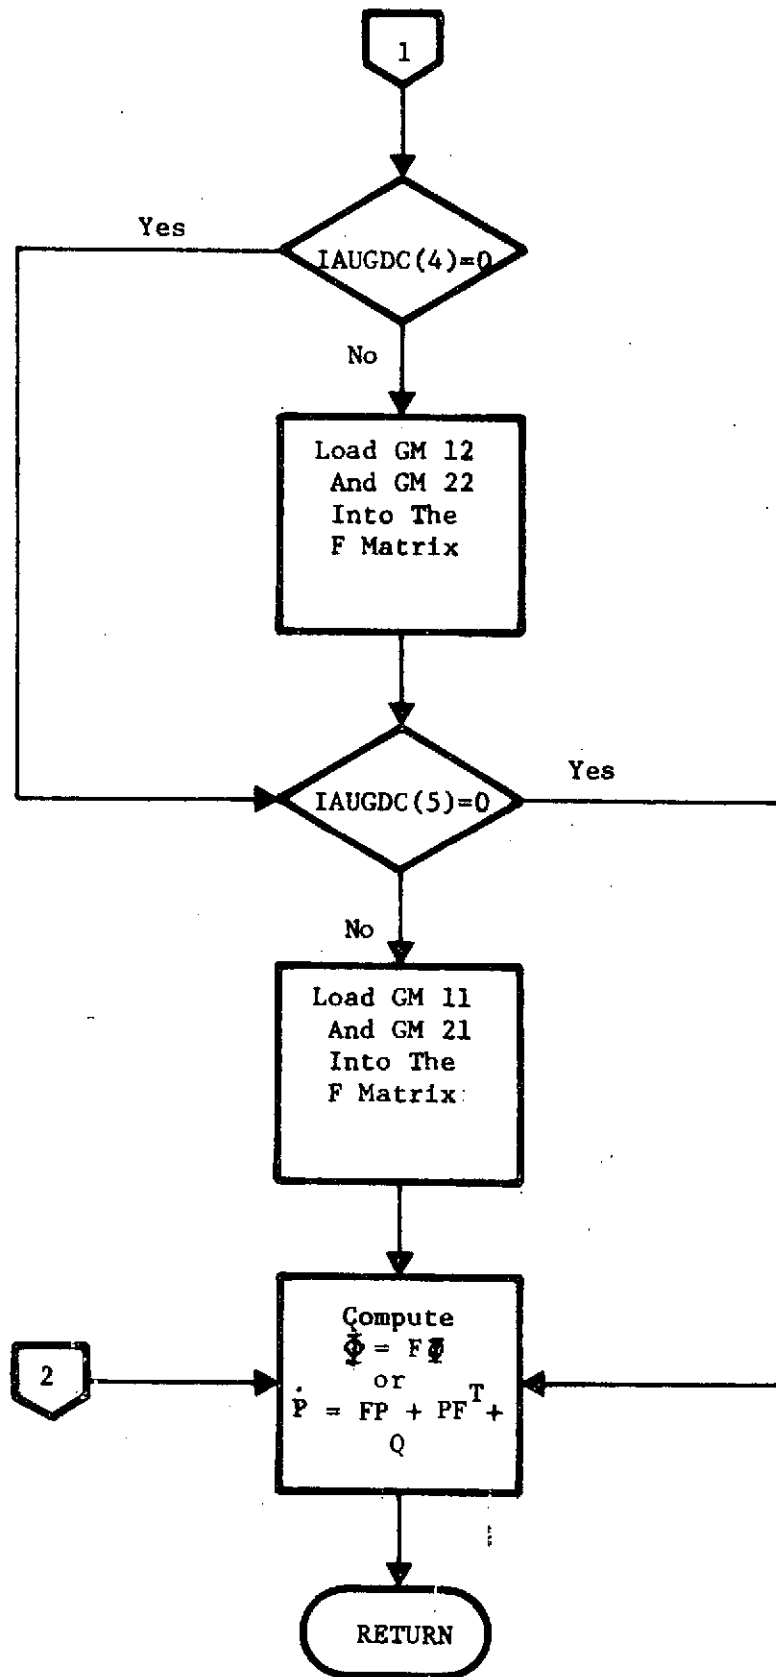 1
Yes
IAUGDC(4)=0
No
Load GM 12
And GM 22
Into The
F Matrix
IAUGDC(5)=0
Yes
No
Load GM 11
And GM 21
Into The
F Matrix
Compute
Φ̇ = FΦ
or
2
Ṗ = FP + PF^T +
Q
RETURN